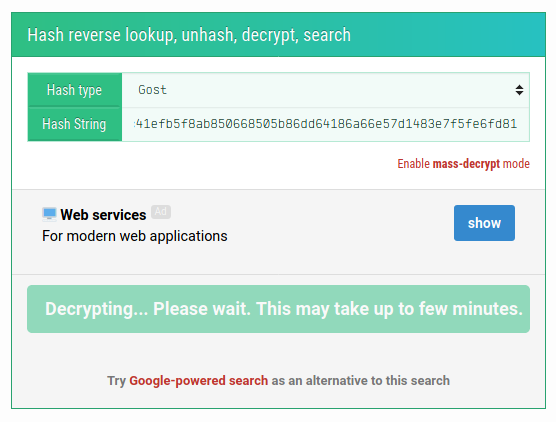 Hash reverse lookup, unhash, decrypt, search
Hash type Gost
Hash String 41efb5f8ab850668505b86dd64186a66e57d1483e7f5fe6fd81
Enable mass-decrypt mode
Web services Ad
For modern web applications
show
Decrypting... Please wait. This may take up to few minutes.
Try Google-powered search as an alternative to this search